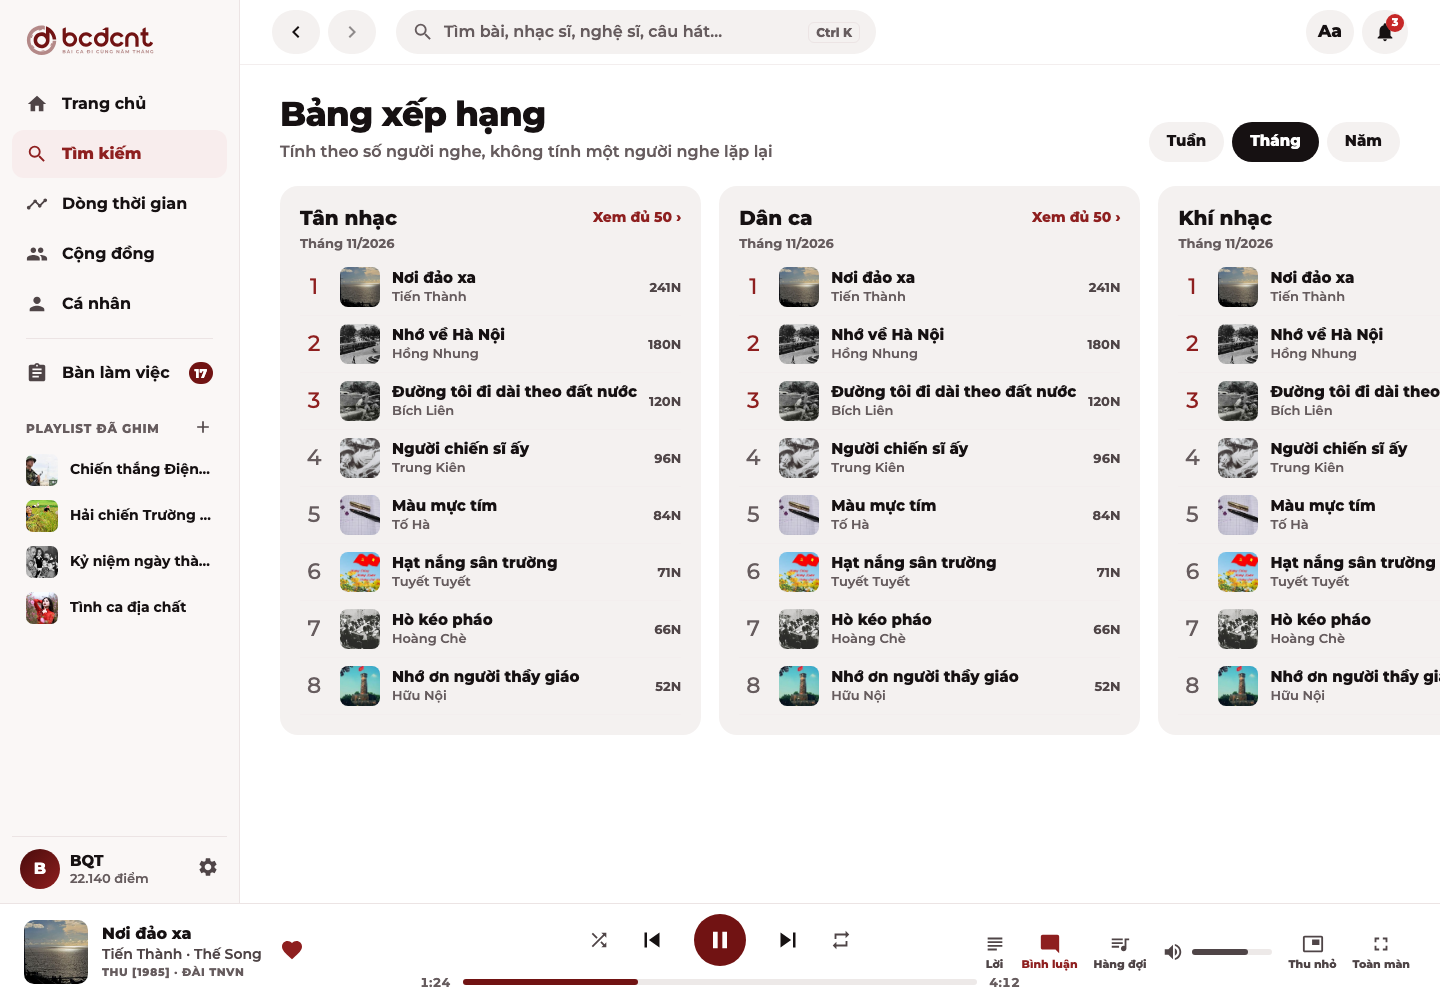 bcdcnt
BÀI CA ĐI CÙNG NĂM THÁNG
Trang chủ
Tìm kiếm
Dòng thời gian
Cộng đồng
Cá nhân
Bàn làm việc 17
PLAYLIST ĐÃ GHIM +
Chiến thắng Điện...
Hải chiến Trường ...
Kỷ niệm ngày thà...
Tình ca địa chất
B
BQT
22.140 điểm
Tìm bài, nhạc sĩ, nghệ sĩ, câu hát... Ctrl K
Aa
3
Bảng xếp hạng
Tính theo số người nghe, không tính một người nghe lặp lại
Tuần Tháng Năm
Tân nhạc Xem đủ 50 ›
Tháng 11/2026
1 Nơi đảo xa 241N
Tiến Thành
2 Nhớ về Hà Nội 180N
Hồng Nhung
3 Đường tôi đi dài theo đất nước 120N
Bích Liên
4 Người chiến sĩ ấy 96N
Trung Kiên
5 Màu mực tím 84N
Tố Hà
6 Hạt nắng sân trường 71N
Tuyết Tuyết
7 Hò kéo pháo 66N
Hoàng Chè
8 Nhớ ơn người thầy giáo 52N
Hữu Nội
Dân ca Xem đủ 50 ›
Tháng 11/2026
1 Nơi đảo xa 241N
Tiến Thành
2 Nhớ về Hà Nội 180N
Hồng Nhung
3 Đường tôi đi dài theo đất nước 120N
Bích Liên
4 Người chiến sĩ ấy 96N
Trung Kiên
5 Màu mực tím 84N
Tố Hà
6 Hạt nắng sân trường 71N
Tuyết Tuyết
7 Hò kéo pháo 66N
Hoàng Chè
8 Nhớ ơn người thầy giáo 52N
Hữu Nội
Khí nhạc
Tháng 11/2026
1 Nơi đảo xa
Tiến Thành
2 Nhớ về Hà Nội
Hồng Nhung
3 Đường tôi đi dài theo
Bích Liên
4 Người chiến sĩ ấy
Trung Kiên
5 Màu mực tím
Tố Hà
6 Hạt nắng sân trường
Tuyết Tuyết
7 Hò kéo pháo
Hoàng Chè
8 Nhớ ơn người thầy gi
Hữu Nội
Nơi đảo xa
Tiến Thành · Thế Song
THU [1985] · ĐÀI TNVN
1:24 4:12
Lời Bình luận Hàng đợi Thu nhỏ Toàn màn